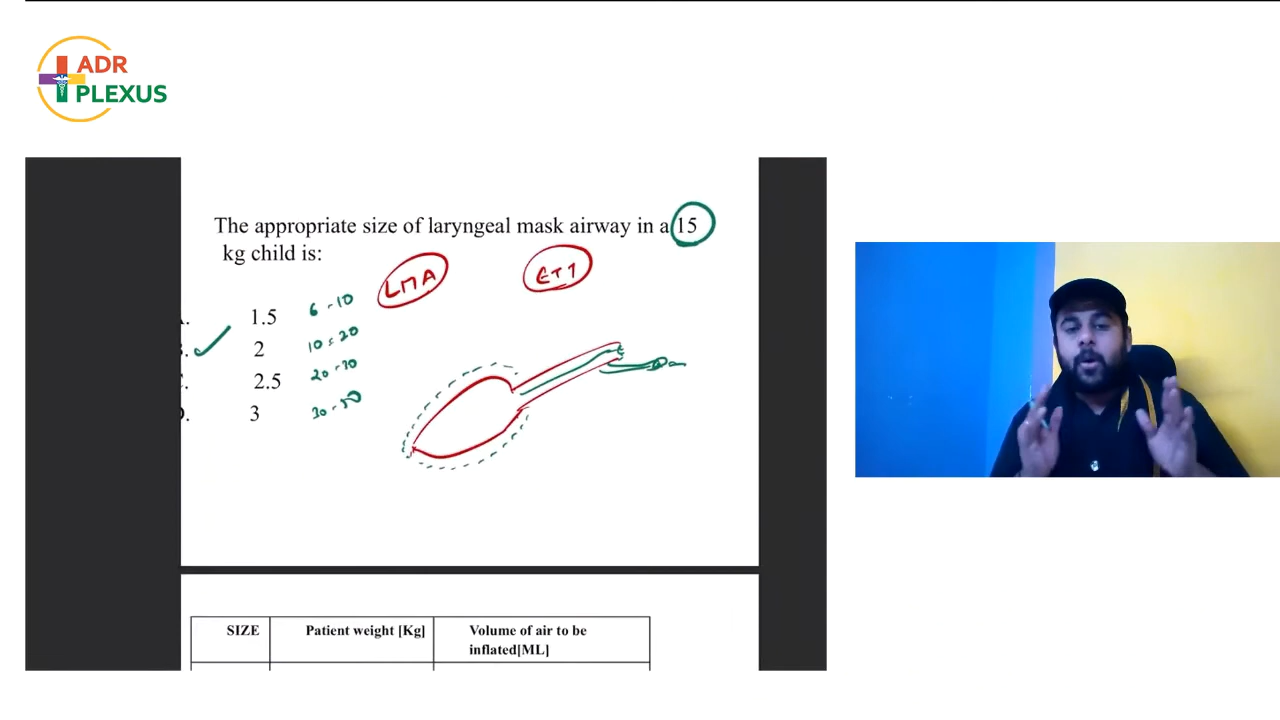 ADR
PLEXUS
The appropriate size of laryngeal mask airway in a 15
kg child is:
LMA
ETT
1.5 6-10
2 10-20
2.5 20-30
3 30-50
SIZE Patient weight [Kg] Volume of air to be
inflated[ML]